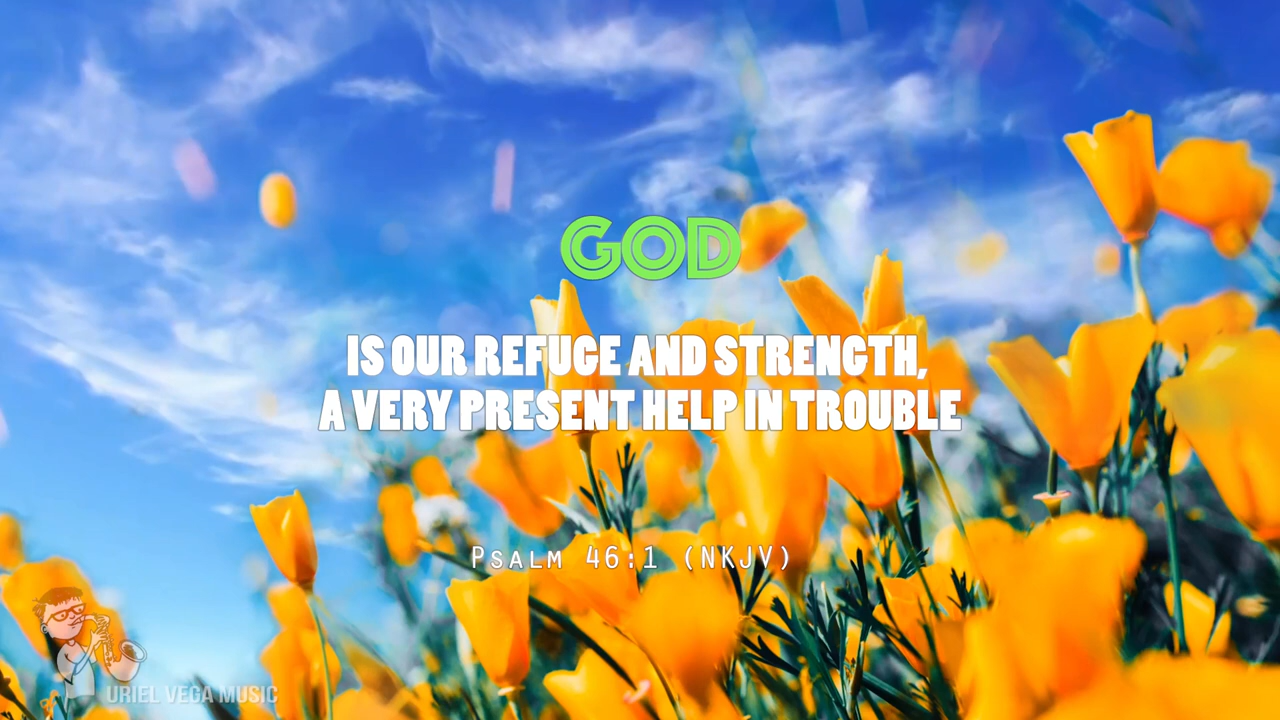 GOD
IS OUR REFUGE AND STRENGTH,
A VERY PRESENT HELP IN TROUBLE
Psalm 46:1 (NKJV)
URIEL VEGA MUSIC